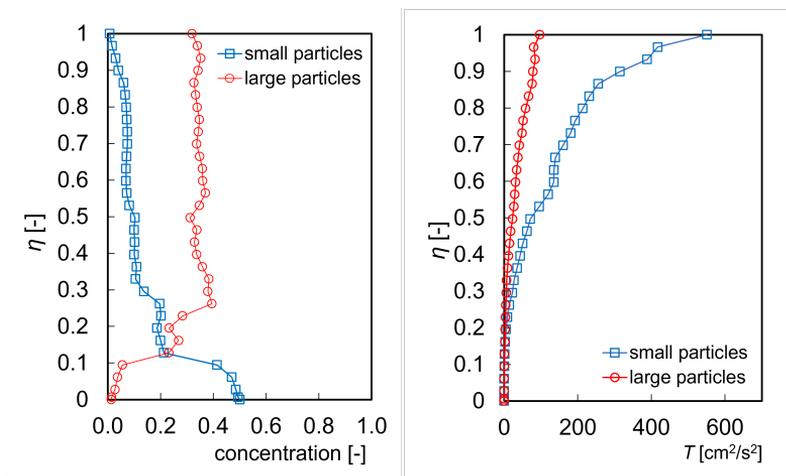 1
0.9
0.8
0.7
0.6
0.5
0.4
0.3
0.2
0.1
0
η [-]
0.0 0.2 0.4 0.6 0.8 1.0
concentration [-]
small particles
large particles
1
0.9
0.8
0.7
0.6
0.5
0.4
0.3
0.2
0.1
0
η [-]
0 200 400 600
T [cm²/s²]
small particles
large particles